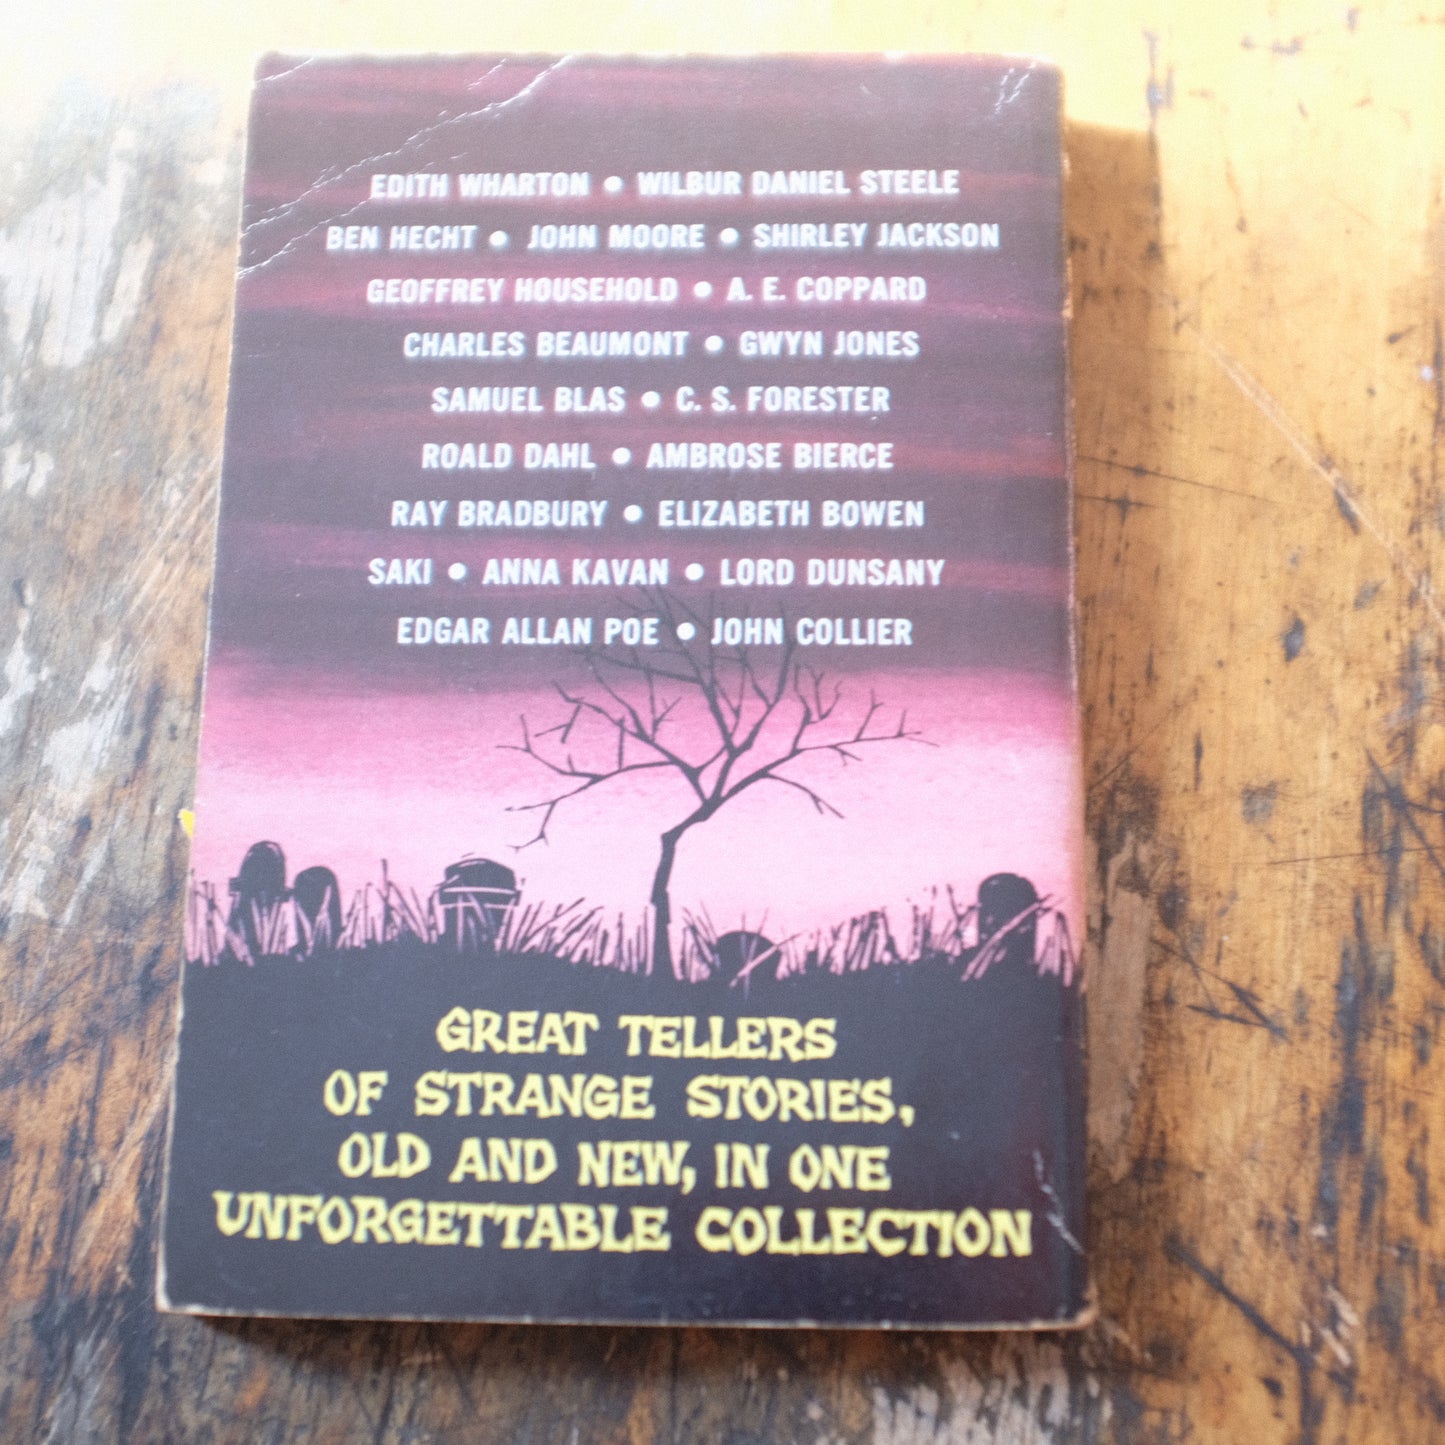 EDITH WHARTON • WILBUR DANIEL STEELE
BEN HECHT • JOHN MOORE • SHIRLEY JACKSON
GEOFFREY HOUSEHOLD • A. E. COPPARD
CHARLES BEAUMONT • GWYN JONES
SAMUEL BLAS • C. S. FORESTER
ROALD DAHL • AMBROSE BIERCE
RAY BRADBURY • ELIZABETH BOWEN
SAKI • ANNA KAVAN • LORD DUNSANY
EDGAR ALLAN POE • JOHN COLLIER
GREAT TELLERS
OF STRANGE STORIES,
OLD AND NEW, IN ONE
UNFORGETTABLE COLLECTION